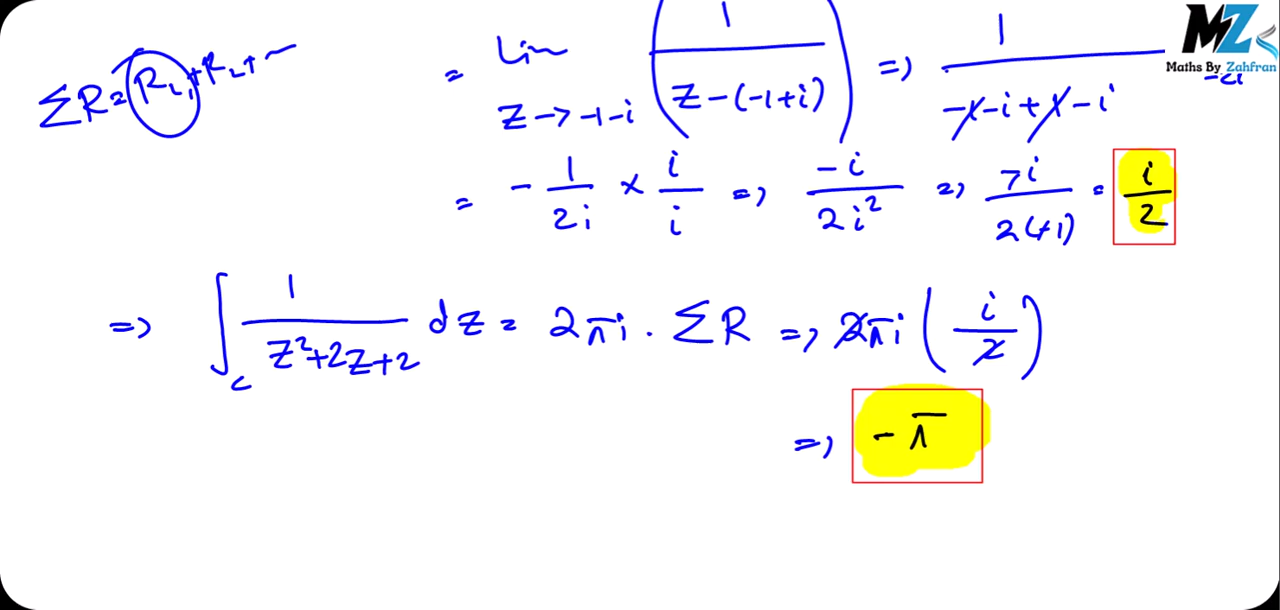 MZ
Maths By Zahfran
ΣR = R₁ + R₂ + ~
= Lim z → -1-i ( 1 / (z - (-1+i)) ) => 1 / (-1 - i + 1 - i)
= - 1/2i × i/i => -i / 2i² => -i / 2(-1) = i/2
=> ∫_c 1 / (z²+2z+2) dz = 2πi . ΣR => 2πi ( i/2 )
=> -π